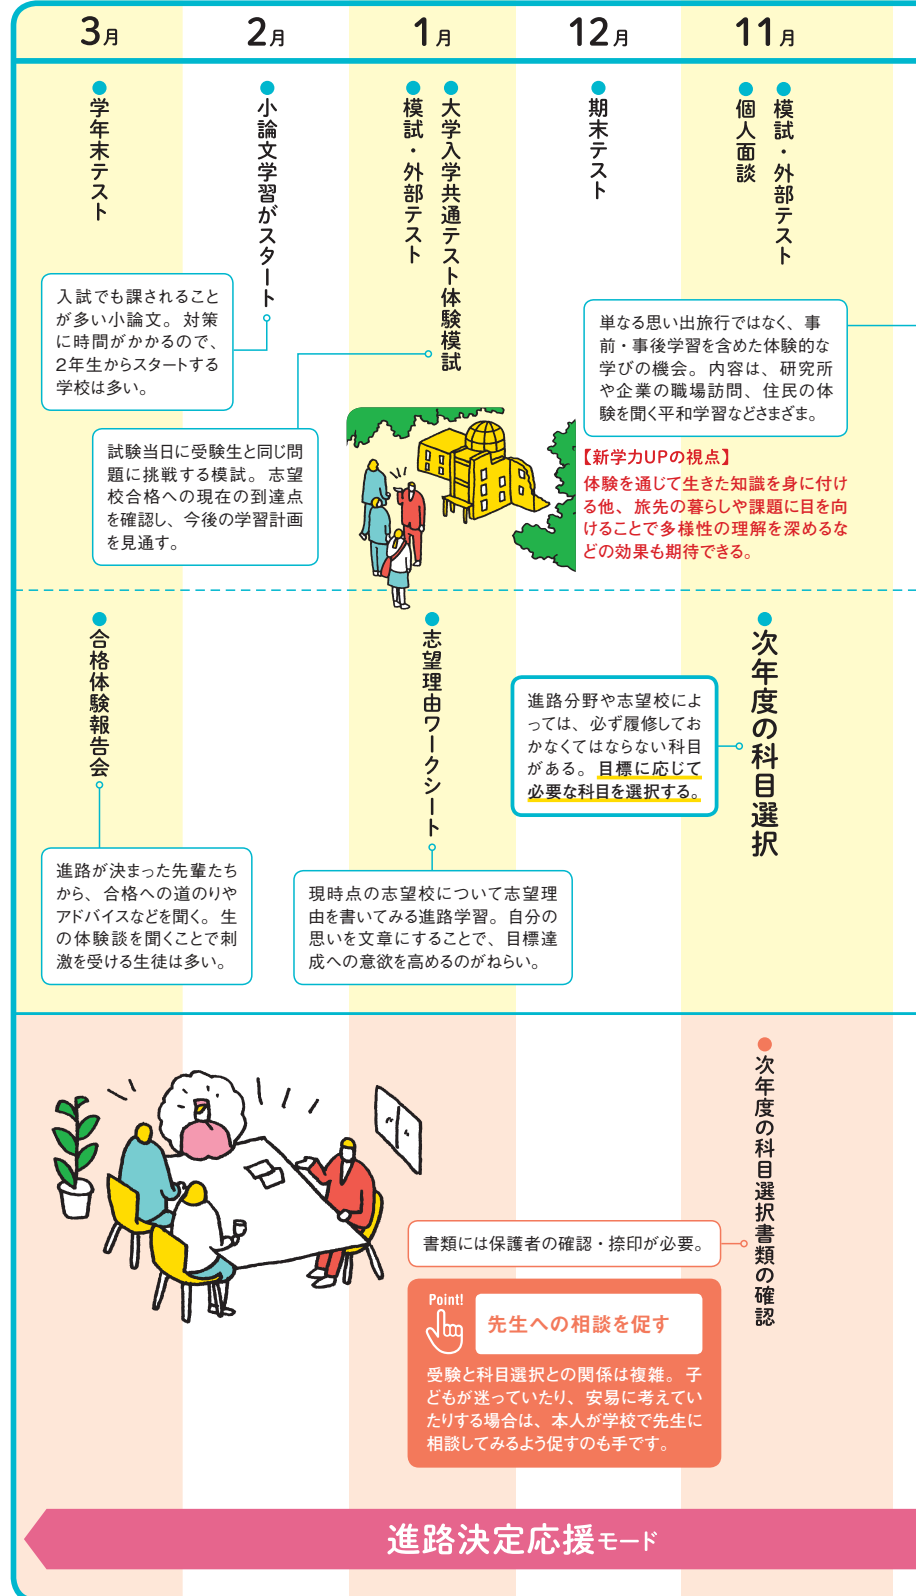 11月
12月
1月
2月
3月
模試・外部テスト
個人面談
単なる思い出旅行ではなく、事
前・事後学習を含めた体験的な
学びの機会。内容は、研究所
や企業の職場訪問、住民の体
験を聞く平和学習などさまざま。
【新学力UPの視点】
体験を通じて生きた知識を身に付け
る他、旅先の暮らしや課題に目を向
けることで多様性の理解を深めるな
どの効果も期待できる。
期末テスト
大学入学共通テスト体験模試
模試・外部テスト
試験当日に受験生と同じ問
題に挑戦する模試。志望
校合格への現在の到達点
を確認し、今後の学習計画
を見通す。
小論文学習がスタート
入試でも課されること
が多い小論文。対策
に時間がかかるので、
2年生からスタートする
学校は多い。
学年末テスト
次年度の科目選択
進路分野や志望校によ
っては、必ず履修してお
かなくてはならない科目
がある。目標に応じて
必要な科目を選択する。
志望理由ワークシート
現時点の志望校について志望理
由を書いてみる進路学習。自分の
思いを文章にすることで、目標達
成への意欲を高めるのがねらい。
合格体験報告会
進路が決まった先輩たち
から、合格への道のりや
アドバイスなどを聞く。生
の体験談を聞くことで刺
激を受ける生徒は多い。
次年度の科目選択書類の確認
書類には保護者の確認・捺印が必要。
Point!
先生への相談を促す
受験と科目選択との関係は複雑。子
どもが迷っていたり、安易に考えてい
たりする場合は、本人が学校で先生に
相談してみるよう促すのも手です。
進路決定応援モード